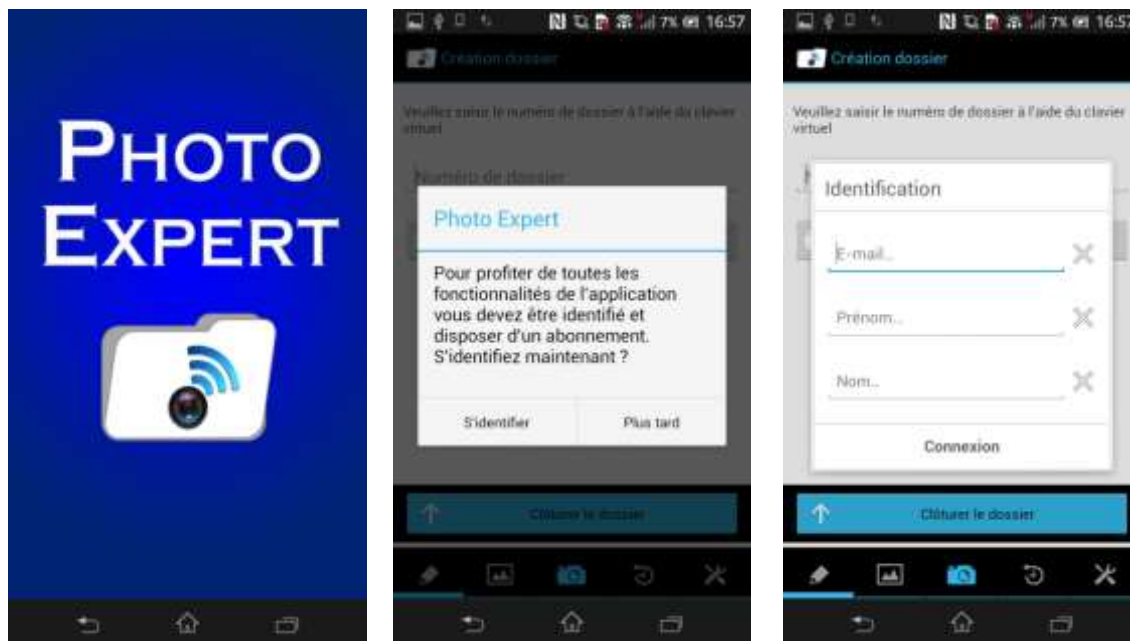 PHOTO
EXPERT
7% 16:57
Création dossier
Veuillez saisir le numéro de dossier à l'aide du clavier
virtuel
Numéro de dossier
Photo Expert
Pour profiter de toutes les
fonctionnalités de l'application
vous devez être identifié et
disposer d'un abonnement.
S'identifiez maintenant ?
S'identifier Plus tard
Clôturer le dossier
7% 16:57
Création dossier
Veuillez saisir le numéro de dossier à l'aide du clavier
virtuel
Identification
E-mail...
Prénom...
Nom...
Connexion
Clôturer le dossier